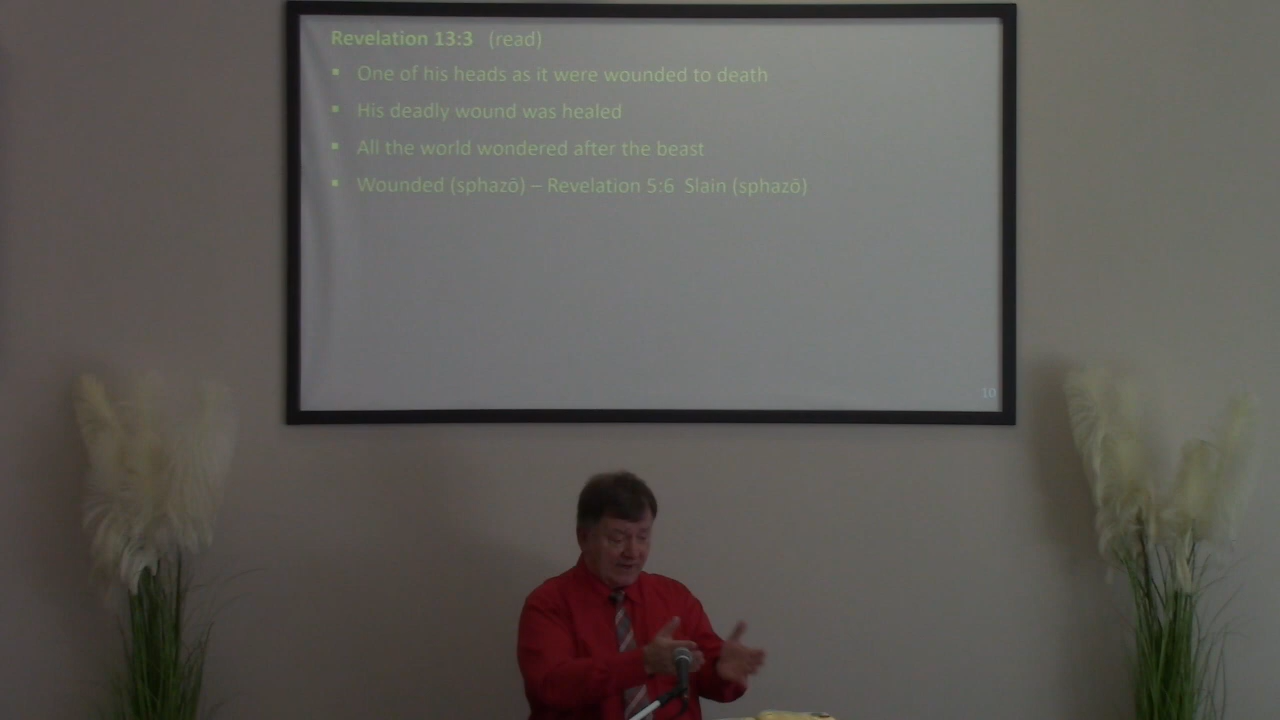 Revelation 13:3 (read)
▪ One of his heads as it were wounded to death
▪ His deadly wound was healed
▪ All the world wondered after the beast
▪ Wounded (sphazō) – Revelation 5:6 Slain (sphazō)
10